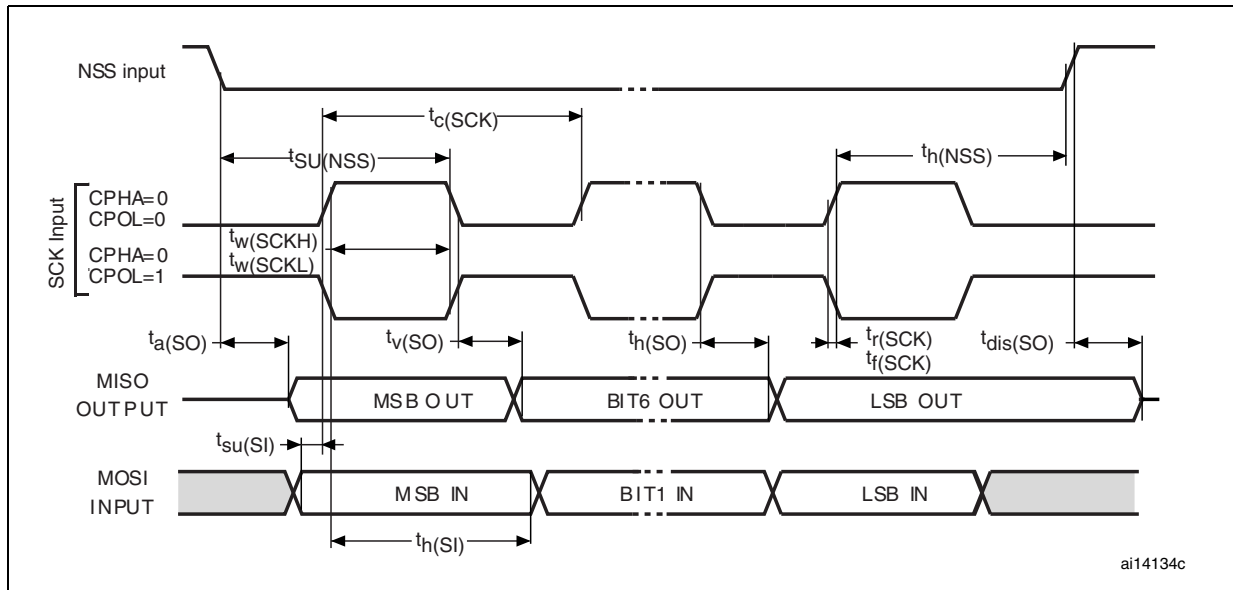 NSS input
tc(SCK)
tSU(NSS)
th(NSS)
SCK Input
CPHA=0
CPOL=0
tw(SCKH)
tw(SCKL)
CPHA=0
CPOL=1
ta(SO)
tv(SO)
th(SO)
tr(SCK)
tf(SCK)
tdis(SO)
MISO
OUTPUT
MSB OUT
BIT6 OUT
LSB OUT
tsu(SI)
MOSI
INPUT
MSB IN
BIT1 IN
LSB IN
th(SI)
ai14134c